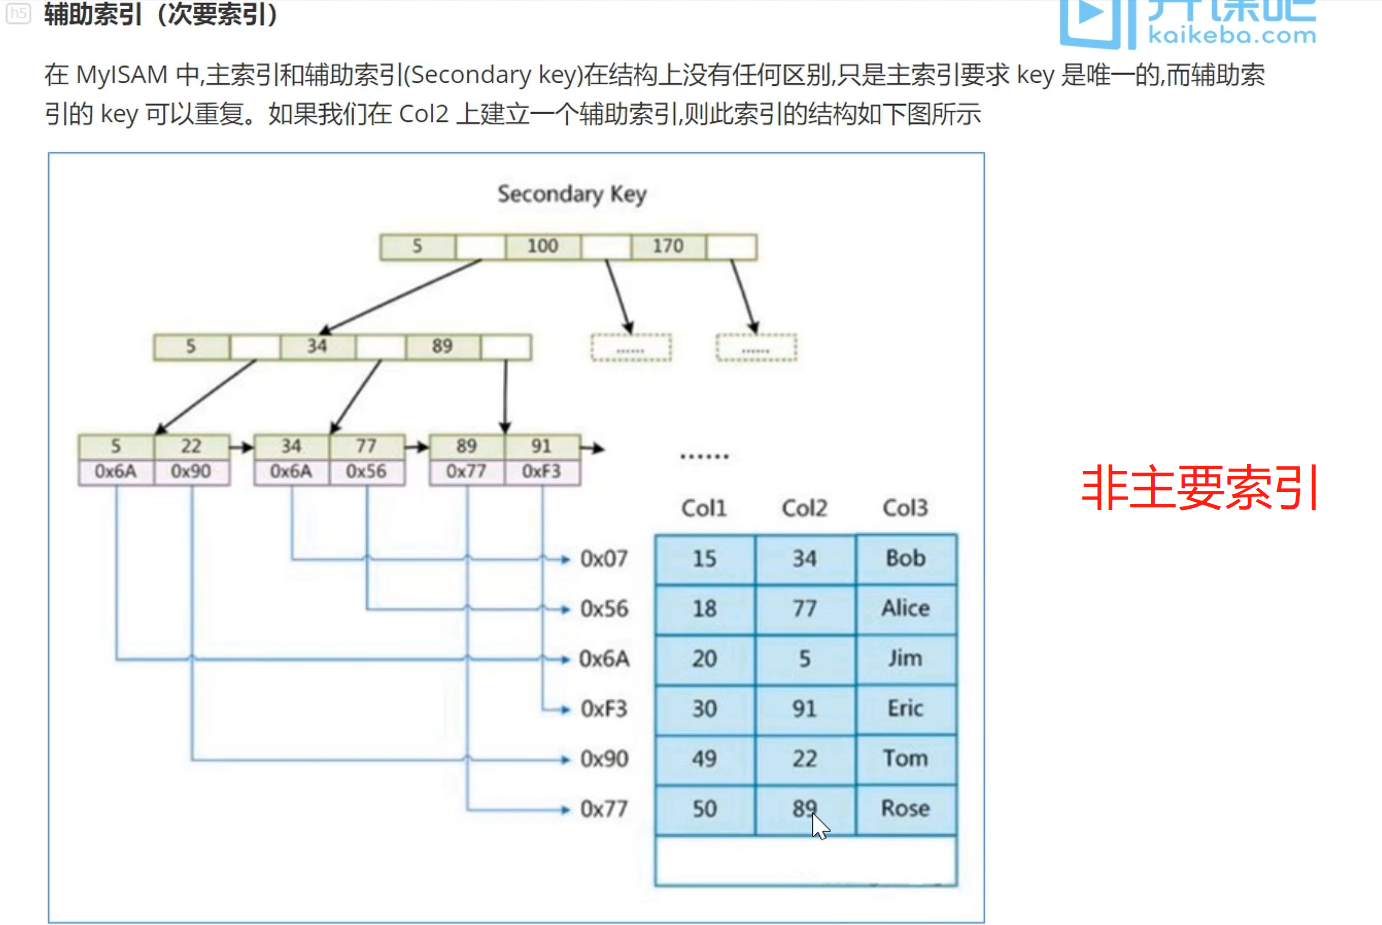 h5
辅助索引（次要索引）
开课吧
kaikeba.com
在 MyISAM 中,主索引和辅助索引(Secondary key)在结构上没有任何区别,只是主索引要求 key 是唯一的,而辅助索
引的 key 可以重复。如果我们在 Col2 上建立一个辅助索引,则此索引的结构如下图所示
Secondary Key
5 100 170
5 34 89 ...... ......
5 22 34 77 89 91
0x6A 0x90 0x6A 0x56 0x77 0xF3
......
非主要索引
Col1 Col2 Col3
0x07 15 34 Bob
0x56 18 77 Alice
0x6A 20 5 Jim
0xF3 30 91 Eric
0x90 49 22 Tom
0x77 50 89 Rose